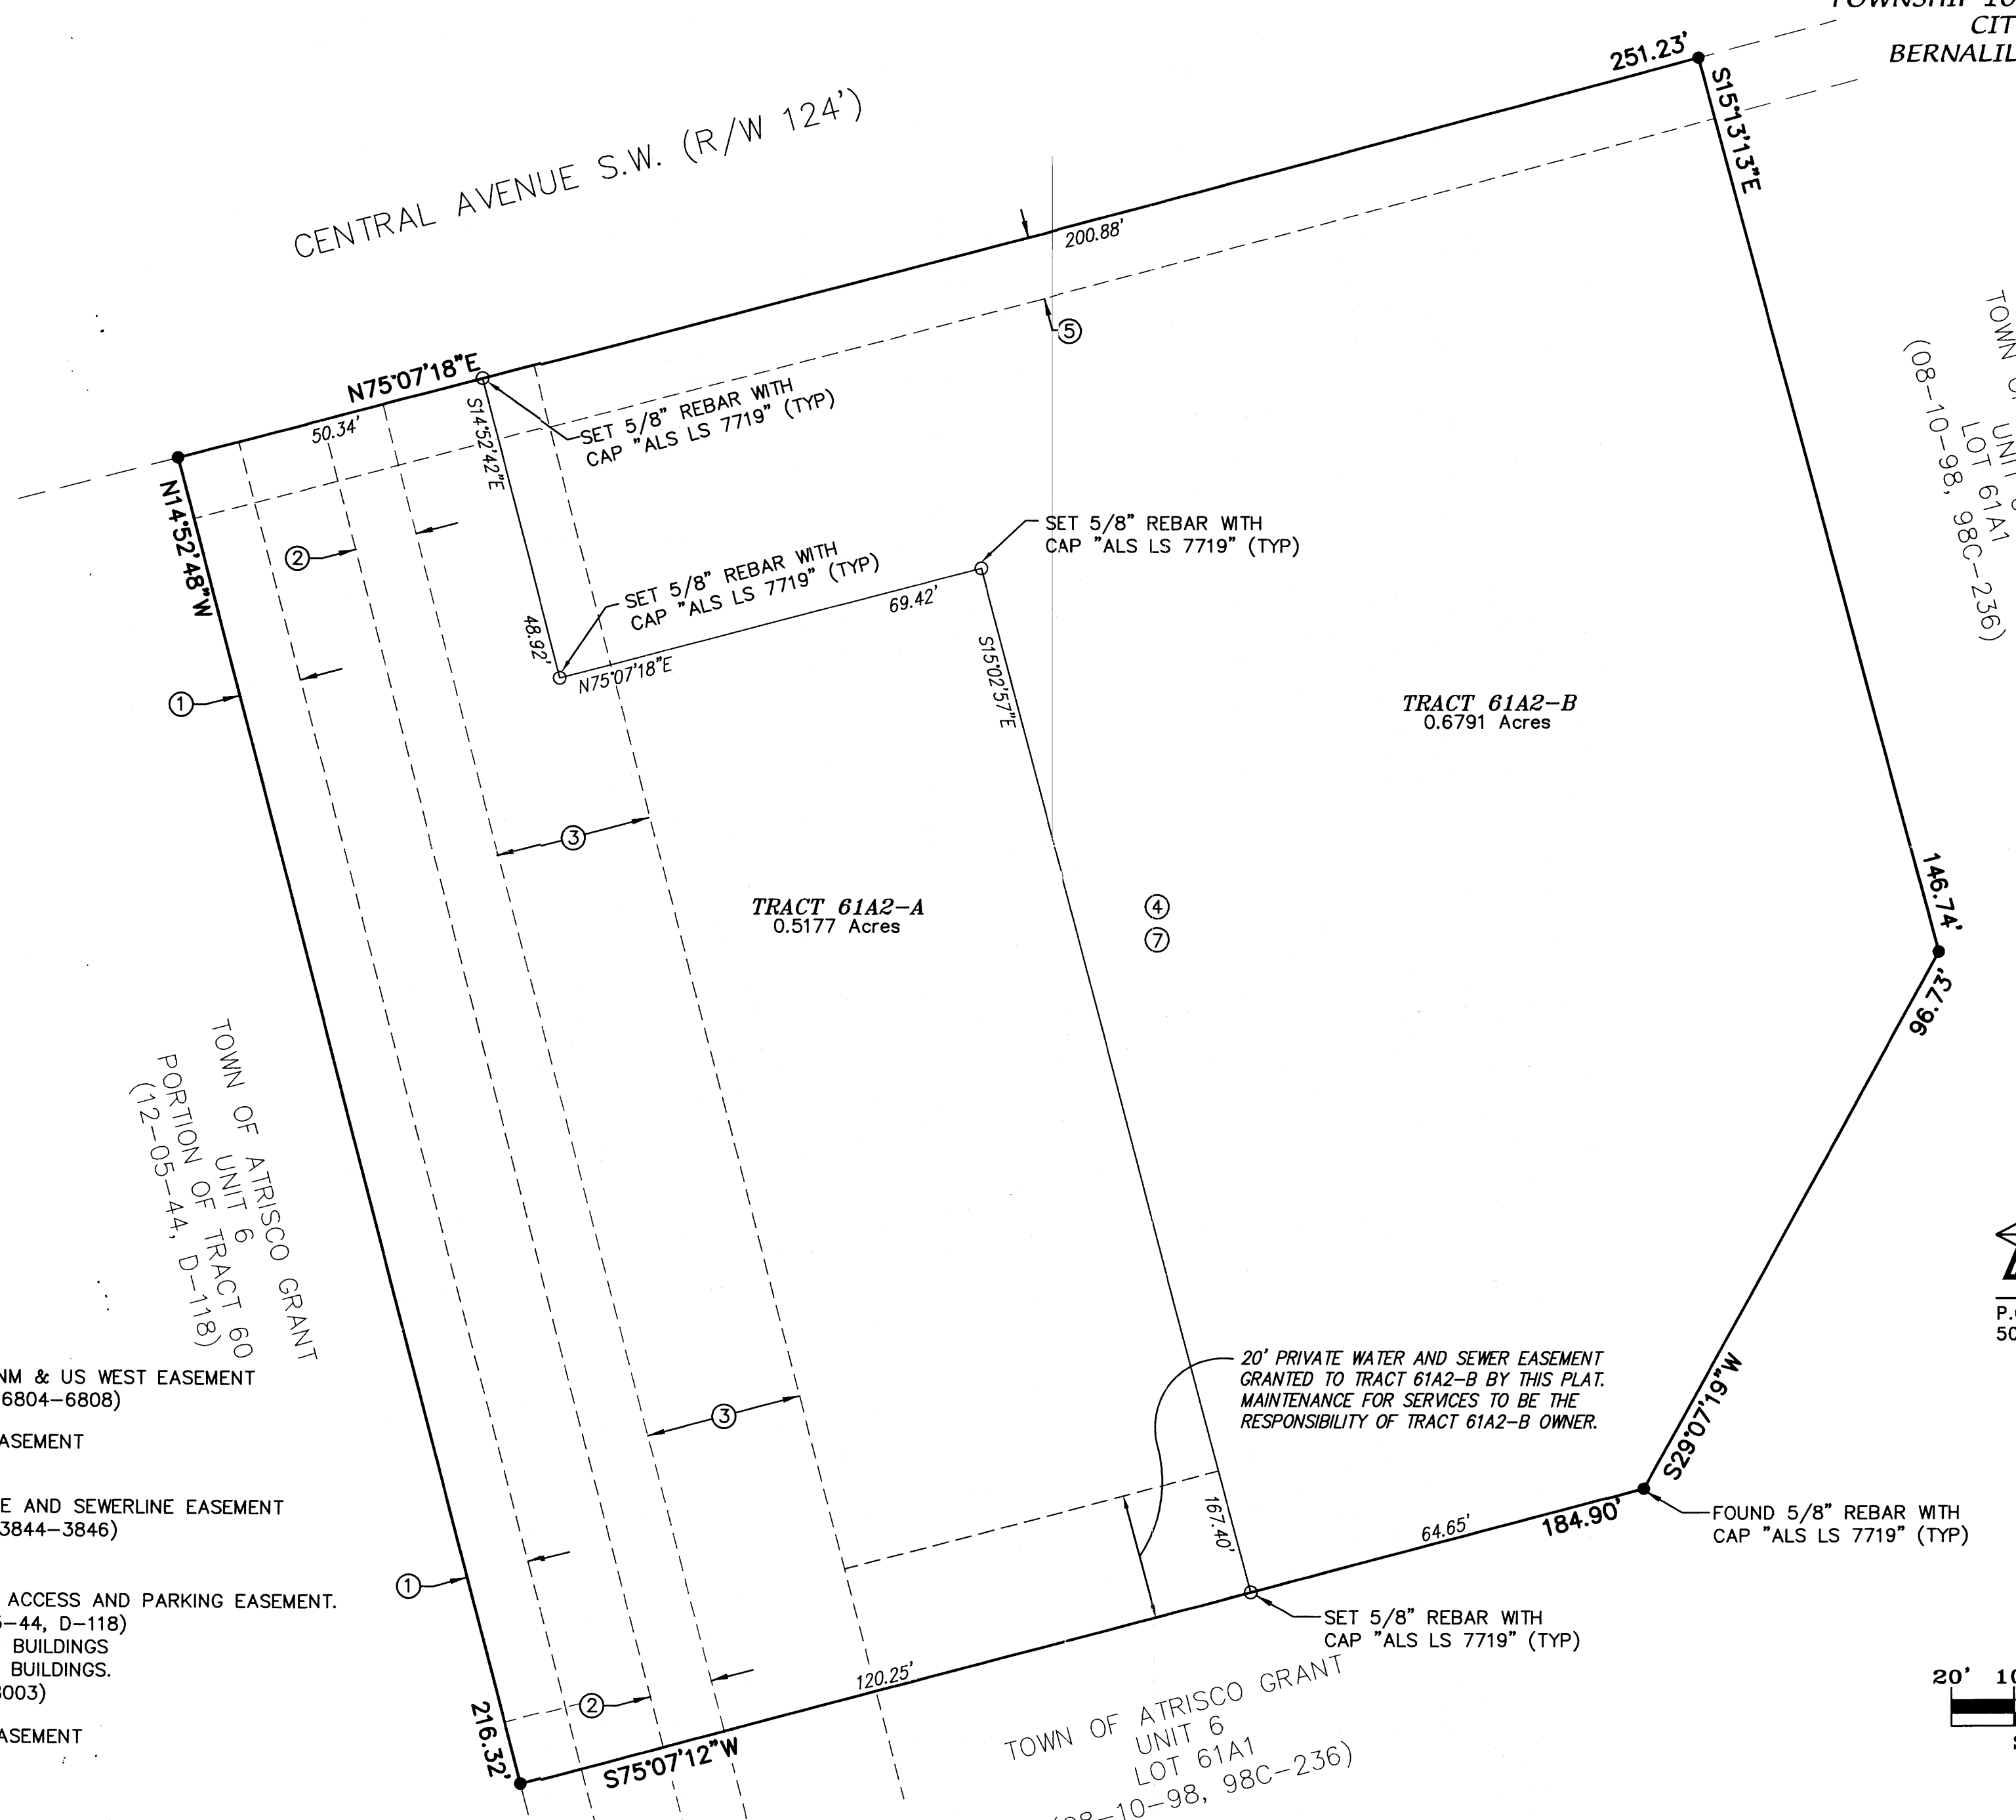 CIT
BERNALIL
251.23'
S15°13'13"E
CENTRAL AVENUE S.W. (R/W 124')
200.88'
5
N75°07'18"E
50.34'
S14°52'42"E
SET 5/8" REBAR WITH
CAP "ALS LS 7719" (TYP)
N14°52'48"W
2
1
SET 5/8" REBAR WITH
CAP "ALS LS 7719" (TYP)
SET 5/8" REBAR WITH
CAP "ALS LS 7719" (TYP)
48.92'
69.42'
N75°07'18"E
S15°02'57"E
LOT 61A1
(08-10-98, 98C-236)
TRACT 61A2-B
0.6791 Acres
3
TRACT 61A2-A
0.5177 Acres
4
7
146.74'
96.73'
TOWN OF ATRISCO GRANT
UNIT 6
PORTION OF TRACT 60
(12-05-44, D-118)
20' PRIVATE WATER AND SEWER EASEMENT
GRANTED TO TRACT 61A2-B BY THIS PLAT.
MAINTENANCE FOR SERVICES TO BE THE
RESPONSIBILITY OF TRACT 61A2-B OWNER.
S29°07'19"W
NM & US WEST EASEMENT
6804-6808)
ASEMENT
E AND SEWERLINE EASEMENT
3844-3846)
ACCESS AND PARKING EASEMENT.
-44, D-118)
BUILDINGS
BUILDINGS.
003)
ASEMENT
3
1
167.40'
64.65'
184.90'
FOUND 5/8" REBAR WITH
CAP "ALS LS 7719" (TYP)
SET 5/8" REBAR WITH
CAP "ALS LS 7719" (TYP)
2
120.25'
216.32'
S75°07'12"W
TOWN OF ATRISCO GRANT
UNIT 6
LOT 61A1
-10-98, 98C-236)
20' 10